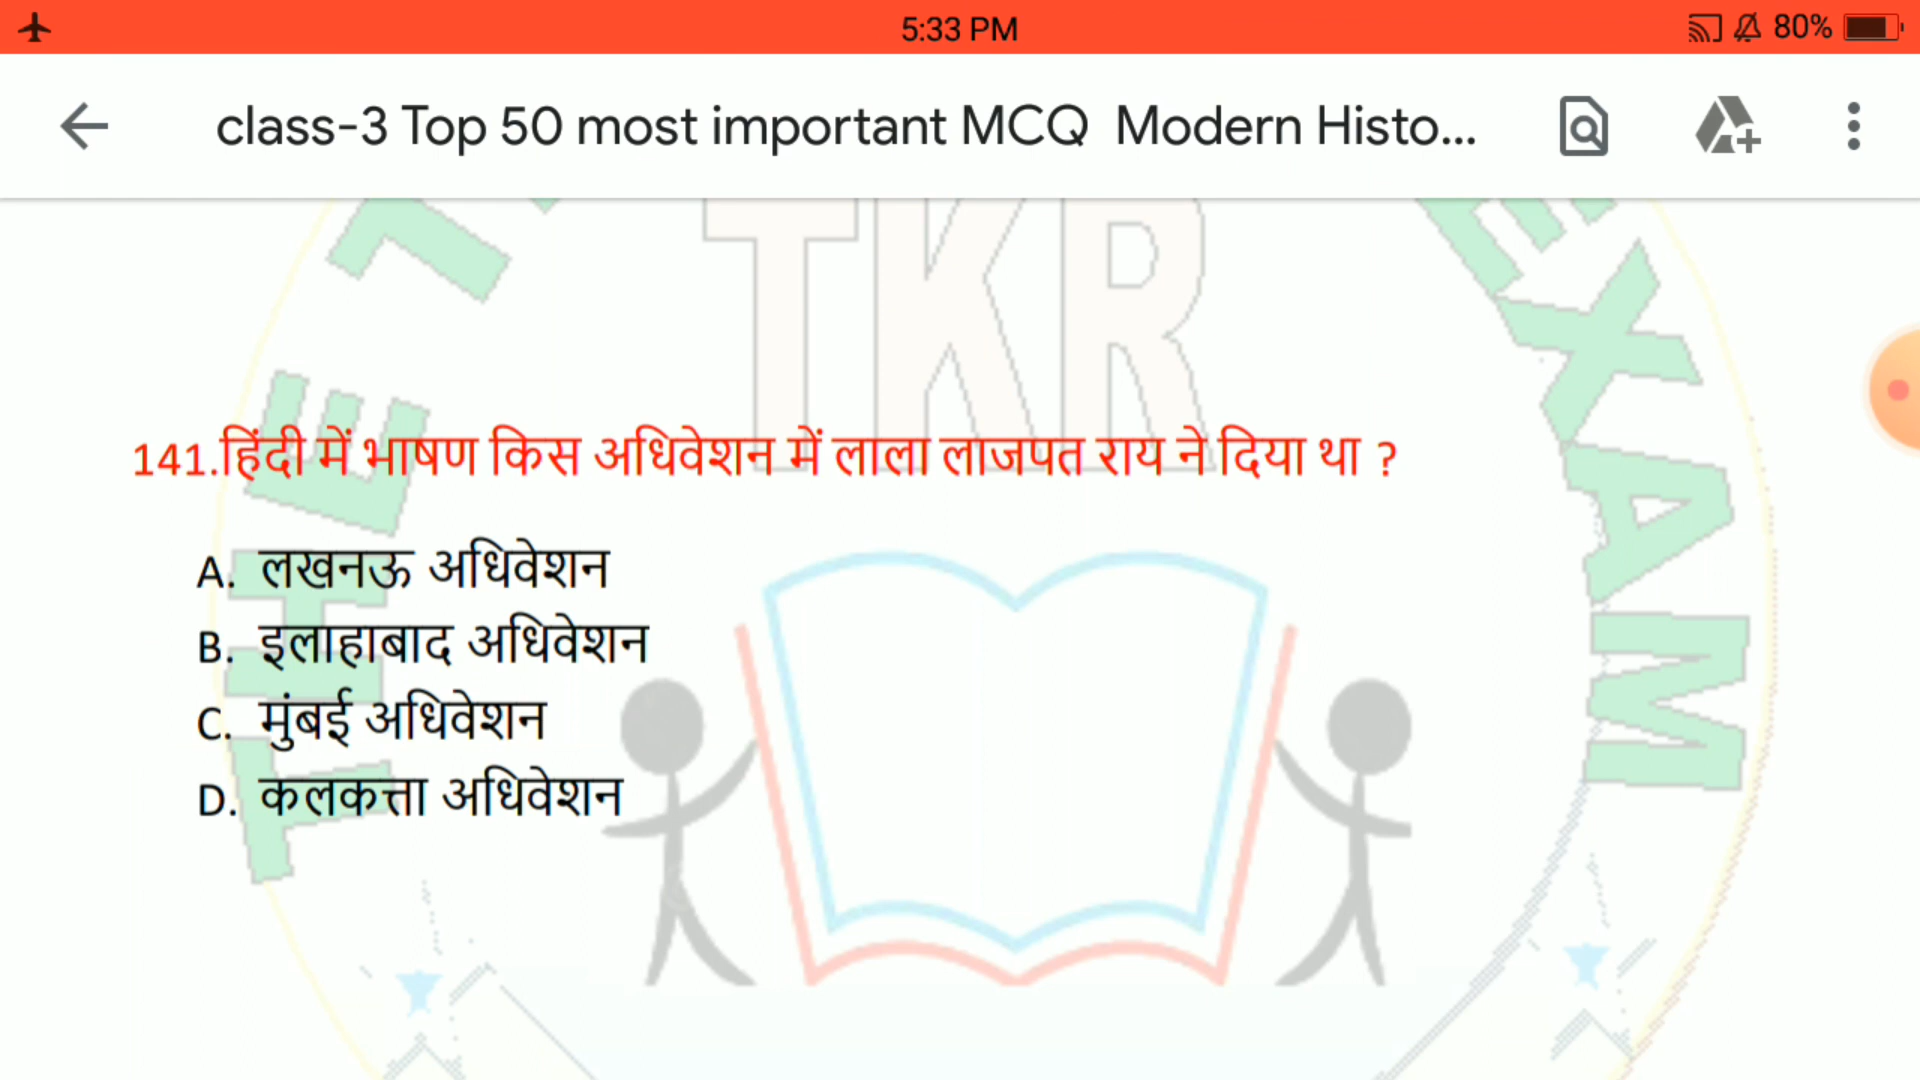 5:33 PM
80%
class-3 Top 50 most important MCQ Modern Histo...
TKR
THE
EXAM
141.हिंदी में भाषण किस अधिवेशन में लाला लाजपत राय ने दिया था ?
A. लखनऊ अधिवेशन
B. इलाहाबाद अधिवेशन
C. मुंबई अधिवेशन
D. कलकत्ता अधिवेशन